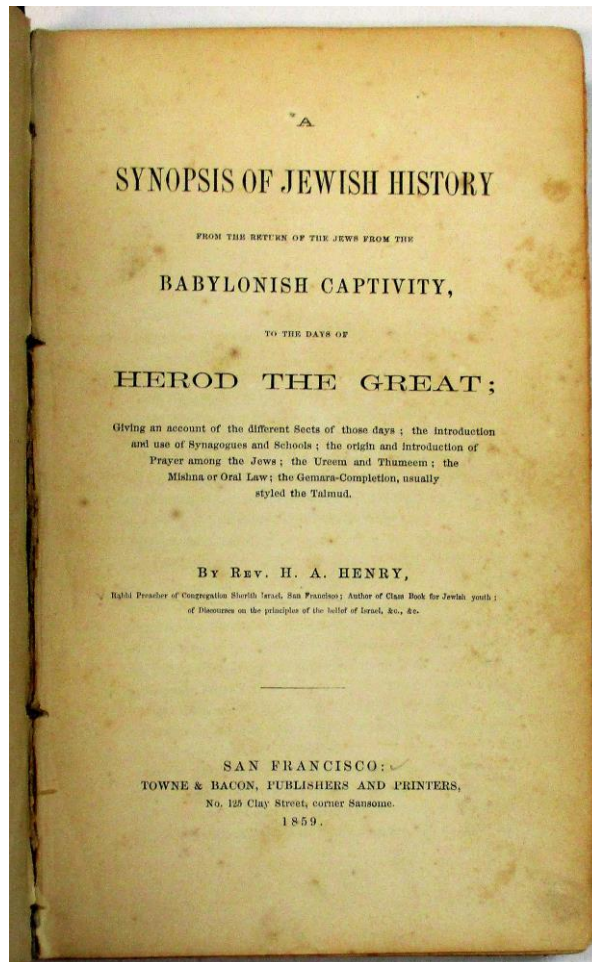 A
SYNOPSIS OF JEWISH HISTORY
FROM THE RETURN OF THE JEWS FROM THE
BABYLONISH CAPTIVITY,
TO THE DAYS OF
HEROD THE GREAT;
Giving an account of the different Sects of those days ; the introduction
and use of Synagogues and Schools ; the origin and introduction of
Prayer among the Jews ; the Ureem and Thumeem ; the
Mishna or Oral Law ; the Gemara-Completion, usually
styled the Talmud.
BY REV. H. A. HENRY,
Rabbi Preacher of Congregation Sherith Israel, San Francisco ; Author of Class Book for Jewish youth ;
of Discourses on the principles of the belief of Israel, &c., &c.
SAN FRANCISCO:
TOWNE & BACON, PUBLISHERS AND PRINTERS,
No. 125 Clay Street, corner Sansome.
1859.